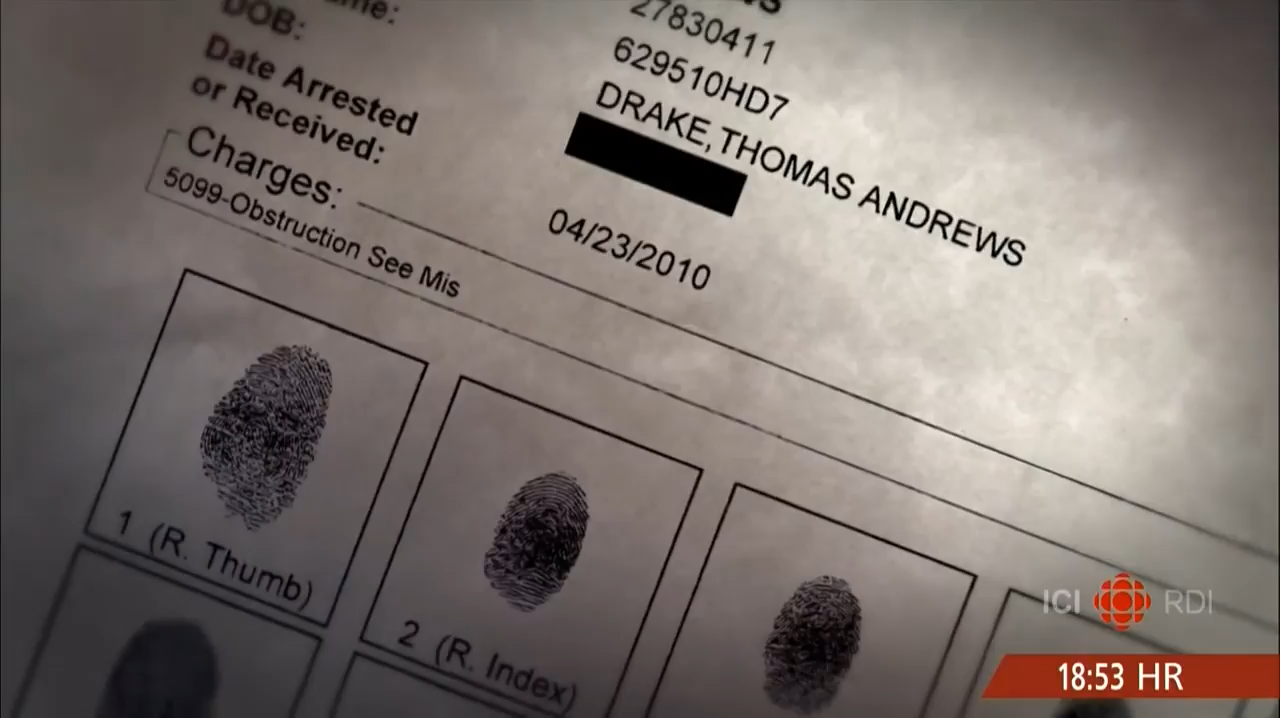 27830411
629510HD7
DRAKE,THOMAS ANDREWS
DOB:
Date Arrested
or Received:
04/23/2010
Charges:
5099-Obstruction See Mis
1 (R. Thumb)
2 (R. Index)
ICI RDI
18:53 HR